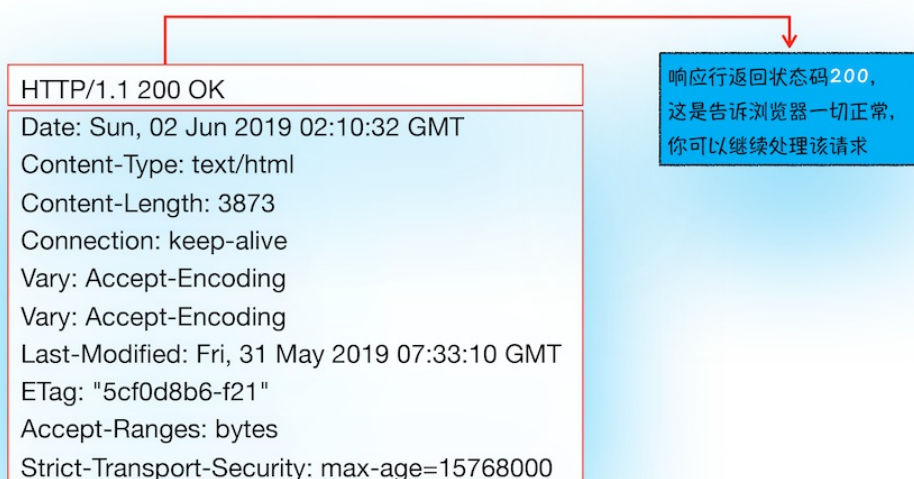 HTTP/1.1 200 OK
Date: Sun, 02 Jun 2019 02:10:32 GMT
Content-Type: text/html
Content-Length: 3873
Connection: keep-alive
Vary: Accept-Encoding
Vary: Accept-Encoding
Last-Modified: Fri, 31 May 2019 07:33:10 GMT
ETag: "5cf0d8b6-f21"
Accept-Ranges: bytes
Strict-Transport-Security: max-age=15768000
响应行返回状态码200,
这是告诉浏览器一切正常,
你可以继续处理该请求